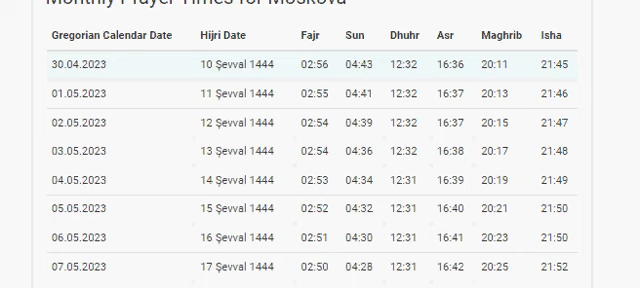 Monthly Prayer Times for Moskova
Gregorian Calendar Date Hijri Date Fajr Sun Dhuhr Asr Maghrib Isha
30.04.2023 10 Şevval 1444 02:56 04:43 12:32 16:36 20:11 21:45
01.05.2023 11 Şevval 1444 02:55 04:41 12:32 16:37 20:13 21:46
02.05.2023 12 Şevval 1444 02:54 04:39 12:32 16:37 20:15 21:47
03.05.2023 13 Şevval 1444 02:54 04:36 12:32 16:38 20:17 21:48
04.05.2023 14 Şevval 1444 02:53 04:34 12:31 16:39 20:19 21:49
05.05.2023 15 Şevval 1444 02:52 04:32 12:31 16:40 20:21 21:50
06.05.2023 16 Şevval 1444 02:51 04:30 12:31 16:41 20:23 21:50
07.05.2023 17 Şevval 1444 02:50 04:28 12:31 16:42 20:25 21:52